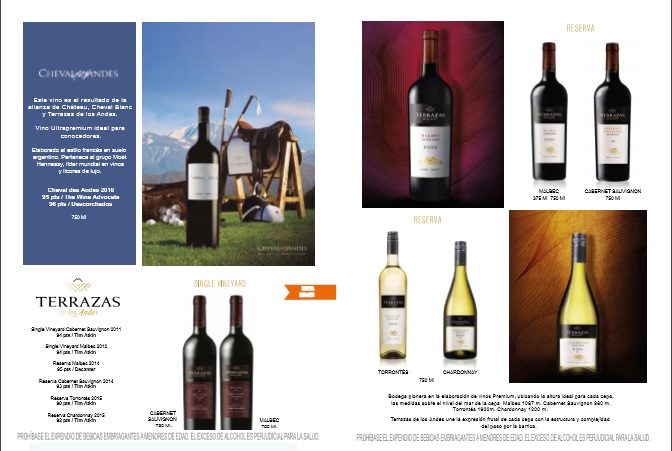 CHEVAL des ANDES
Este vino es el resultado de la
alianza de Château, Cheval Blanc
y Terrazas de los Andes.
Vino Ultrapremium ideal para
conocedores.
Elaborado al estilo francés en suelo
argentino. Pertenece al grupo Moët
Hennessy, líder mundial en vinos
y licores de lujo.
Cheval des Andes 2010
95 pts / The Wine Advocate
96 pts / Descorchados
750 Ml
CHEVAL des ANDES
TERRAZAS
de los Andes
Single Vineyard Cabernet Sauvignon 2011
94 pts / Tim Atkin
Single Vineyard Malbec 2012
94 pts / Tim Atkin
Reserva Malbec 2014
95 pts / Decanter
Reserva Cabernet Sauvignon 2014
92 pts / Tim Atkin
Reserva Torrontés 2015
90 pts / Tim Atkin
Reserva Chardonnay 2015
92 pts / Tim Atkin
SINGLE VINEYARD
CABERNET
SAUVIGNON
750 Ml
MALBEC
750 Ml
PROHÍBASE EL EXPENDIO DE BEBIDAS EMBRIAGANTES A MENORES DE EDAD. EL EXCESO DE ALCOHOL ES PERJUDICIAL PARA LA SALUD.
TERRAZAS
MALBEC
RESERVA
RESERVA
MALBEC
375 Ml 750 Ml
CABERNET SAUVIGNON
750 Ml
RESERVA
TORRONTÉS
CHARDONNAY
750 Ml
Bodega pionera en la elaboración de vinos Premium, ubicando la altura ideal para cada cepa,
las medidas sobre el nivel del mar de la cepa Malbec 1067 m. Cabernet Sauvignon 980 m.
Torrontés 1800m. Chardonnay 1200 m.
Terrazas de los Andes une la expresión frutal de cada cepa con la estructura y complejidad
del paso por la barrica.
PROHÍBASE EL EXPENDIO DE BEBIDAS EMBRIAGANTES A MENORES DE EDAD. EL EXCESO DE ALCOHOL ES PERJUDICIAL PARA LA SALUD.